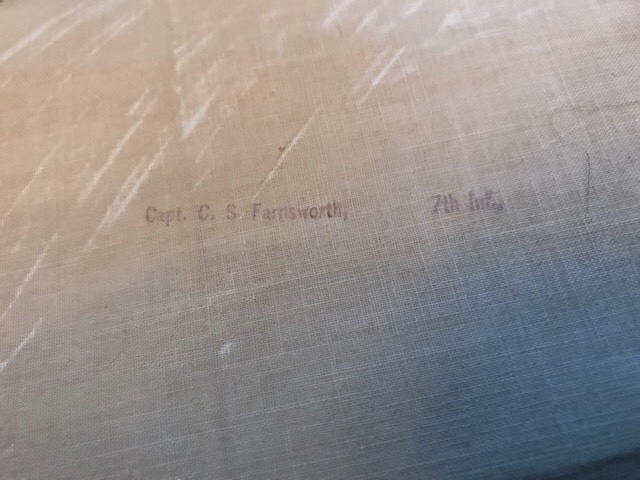 Capt. C. S. Farnsworth, 7th Inf.,